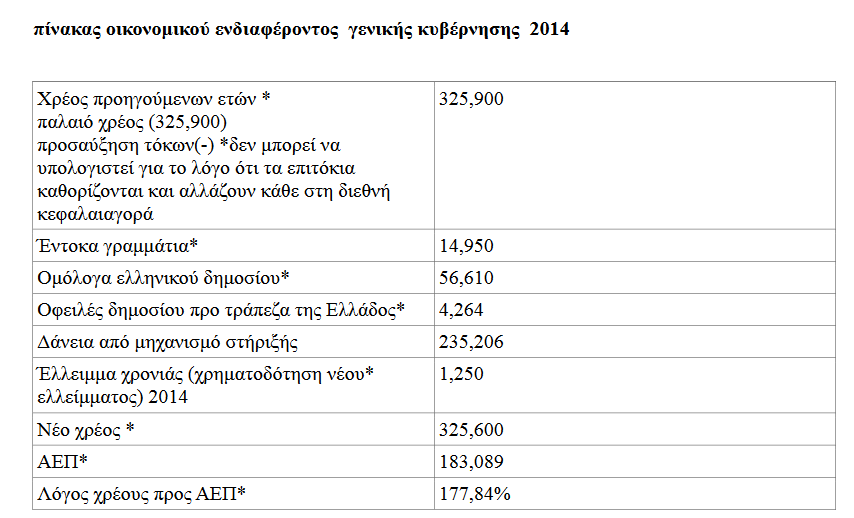 πίνακας οικονομικού ενδιαφέροντος γενικής κυβέρνησης 2014
Χρέος προηγούμενων ετών *
παλαιό χρέος (325,900)
προσαύξηση τόκων(-) *δεν μπορεί να
υπολογιστεί για το λόγο ότι τα επιτόκια
καθορίζονται και αλλάζουν κάθε στη διεθνή
κεφαλαιαγορά
325,900
Έντοκα γραμμάτια*
14,950
Ομόλογα ελληνικού δημοσίου*
56,610
Οφειλές δημοσίου προ τράπεζα της Ελλάδος*
4,264
Δάνεια από μηχανισμό στήριξής
235,206
Έλλειμμα χρονιάς (χρηματοδότηση νέου*
ελλείμματος) 2014
1,250
Νέο χρέος *
325,600
ΑΕΠ*
183,089
Λόγος χρέους προς ΑΕΠ*
177,84%